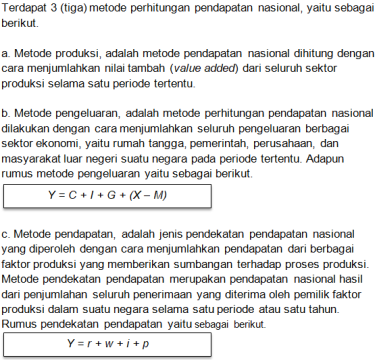 Terdapat 3 (tiga) metode perhitungan pendapatan nasional, yaitu sebagai
berikut.
a. Metode produksi, adalah metode pendapatan nasional dihitung dengan
cara menjumlahkan nilai tambah (value added) dari seluruh sektor
produksi selama satu periode tertentu.
b. Metode pengeluaran, adalah metode perhitungan pendapatan nasional
dilakukan dengan cara menjumlahkan seluruh pengeluaran berbagai
sektor ekonomi, yaitu rumah tangga, pemerintah, perusahaan, dan
masyarakat luar negeri suatu negara pada periode tertentu. Adapun
rumus metode pengeluaran yaitu sebagai berikut.
Y = C + I + G + (X – M)
c. Metode pendapatan, adalah jenis pendekatan pendapatan nasional
yang diperoleh dengan cara menjumlahkan pendapatan dari berbagai
faktor produksi yang memberikan sumbangan terhadap proses produksi.
Metode pendekatan pendapatan merupakan pendapatan nasional hasil
dari penjumlahan seluruh penerimaan yang diterima oleh pemilik faktor
produksi dalam suatu negara selama satu periode atau satu tahun.
Rumus pendekatan pendapatan yaitu sebagai berikut.
Y = r + w + i + p